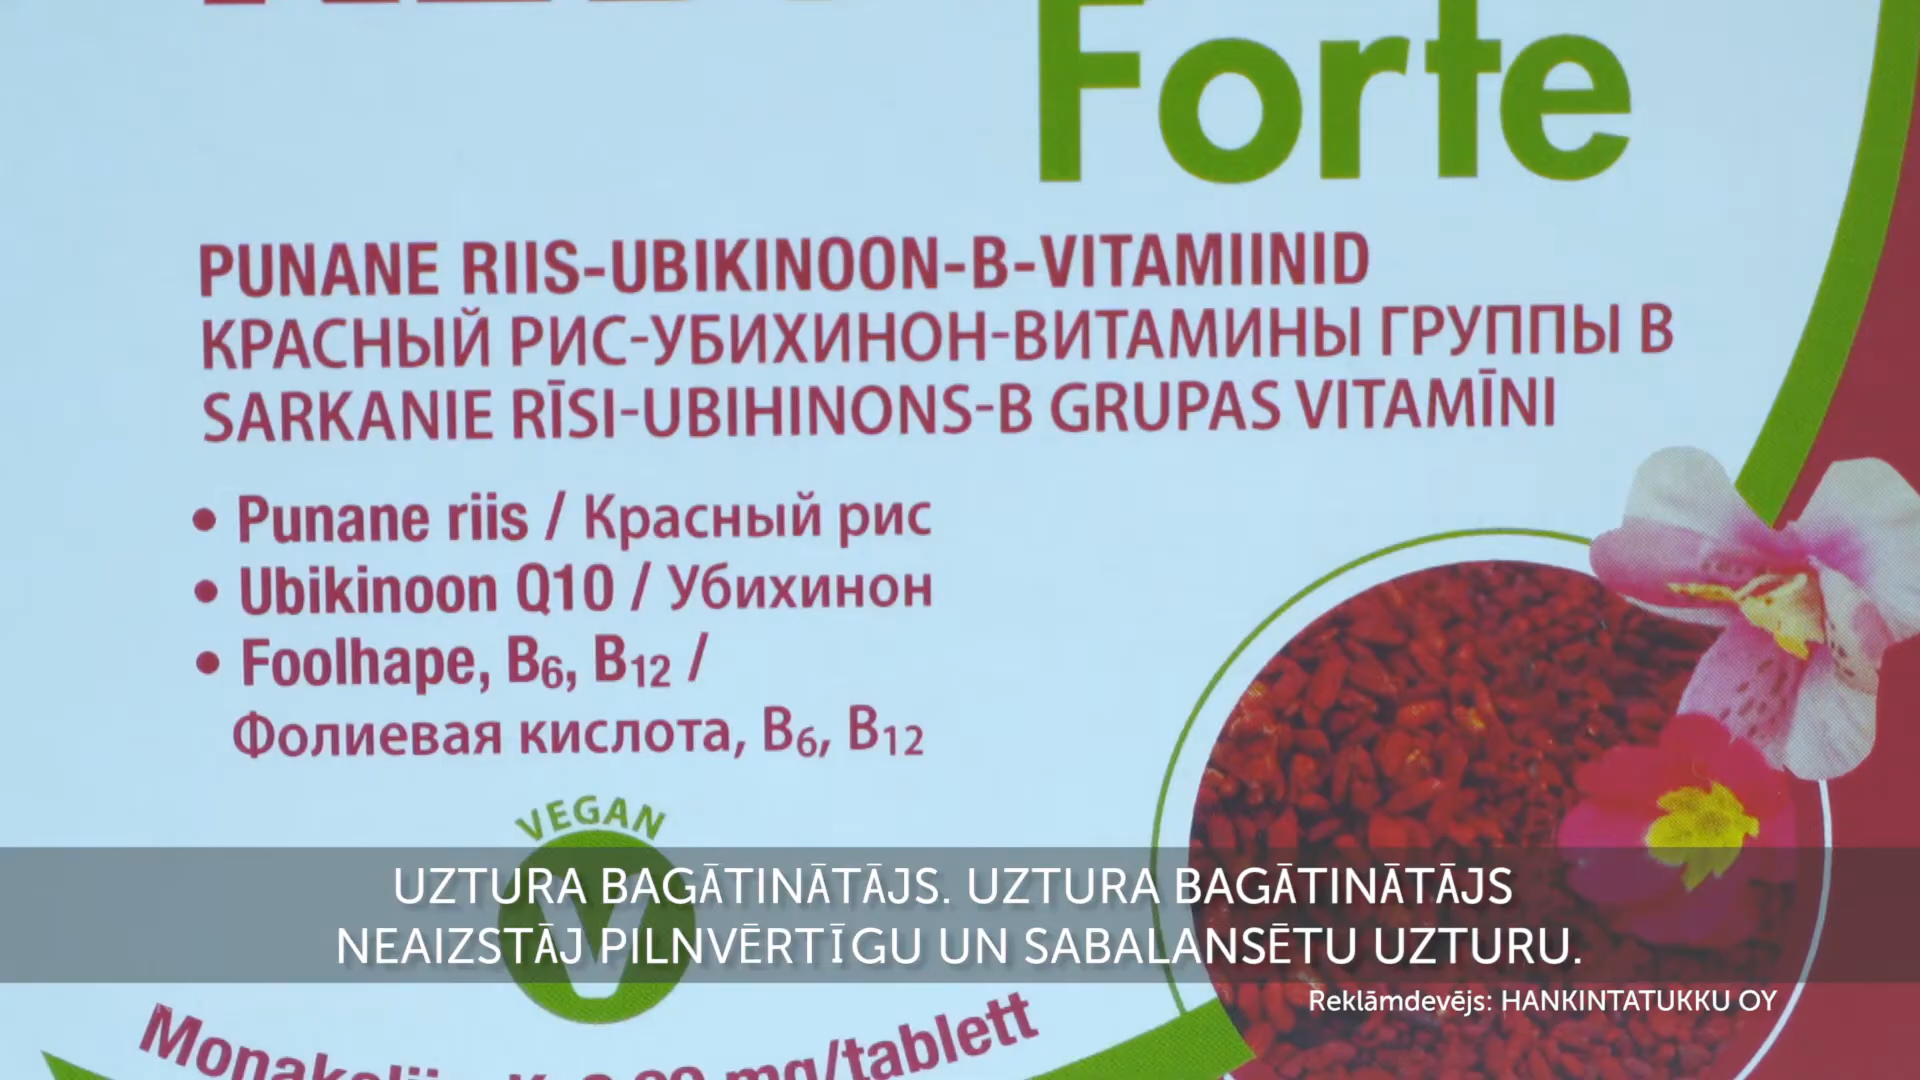 Forte
PUNANE RIIS-UBIKINOON-B-VITAMIINID
КРАСНЫЙ РИС-УБИХИНОН-ВИТАМИНЫ ГРУППЫ В
SARKANIE RĪSI-UBIHINONS-B GRUPAS VITAMĪNI
• Punane riis / Красный рис
• Ubikinoon Q10 / Убихинон
• Foolhape, B6, B12 /
Фолиевая кислота, B6, B12
VEGAN
V
UZTURA BAGĀTINĀTĀJS. UZTURA BAGĀTINĀTĀJS
NEAIZSTĀJ PILNVĒRTĪGU UN SABALANSĒTU UZTURU.
Reklāmdevējs: HANKINTATUKKU OY
mg/tablett